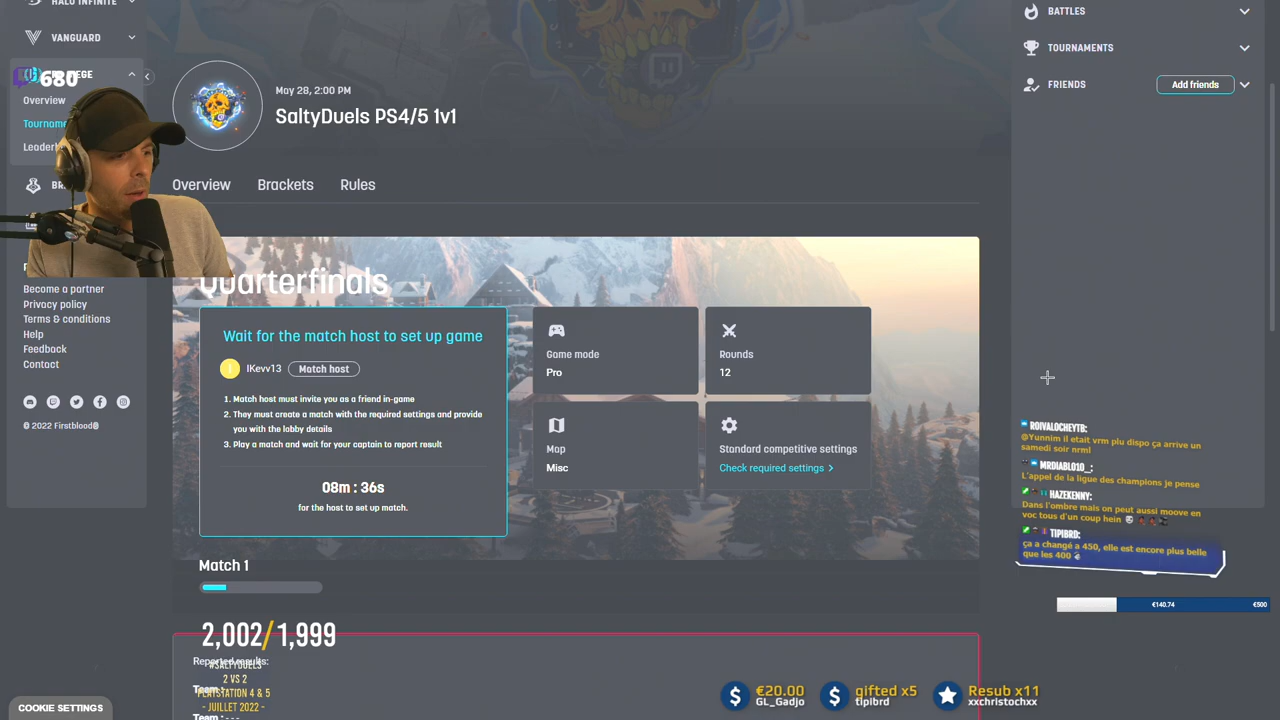 HALO INFINITE
VANGUARD
680
Overview
Become a partner
Privacy policy
Terms & conditions
Help
Feedback
Contact
© 2022 Firstblood®
COOKIE SETTINGS
May 28, 2:00 PM
SaltyDuels PS4/5 1v1
Overview
Brackets
Rules
Quarterfinals
Wait for the match host to set up game
IKevv13
Match host
1. Match host must invite you as a friend in-game
2. They must create a match with the required settings and provide
you with the lobby details
3. Play a match and wait for your captain to report result
08m : 36s
for the host to set up match.
Game mode
Pro
Rounds
12
Map
Misc
Standard competitive settings
Check required settings >
Match 1
2,002/1,999
Reported results:
#SALTYDUELS
2 VS 2
PLAYSTATION 4 & 5
- JUILLET 2022 -
BATTLES
TOURNAMENTS
FRIENDS
Add friends
ROIVALOCHEYTB:
@Yunnim il etait vrm plu dispo ça arrive un
samedi soir nrml
MRDIABLO10_:
L'appel de la ligue des champions je pense
HAZEKENNY:
Dans l'ombre mais on peut aussi moove en
voc tous d'un coup hein
TIPIBRD:
ça a changé a 450, elle est encore plus belle
que les 400
€140.74
€500
€20.00
GL_Gadjo
gifted x5
tipibrd
Resub x11
xxchristochxx